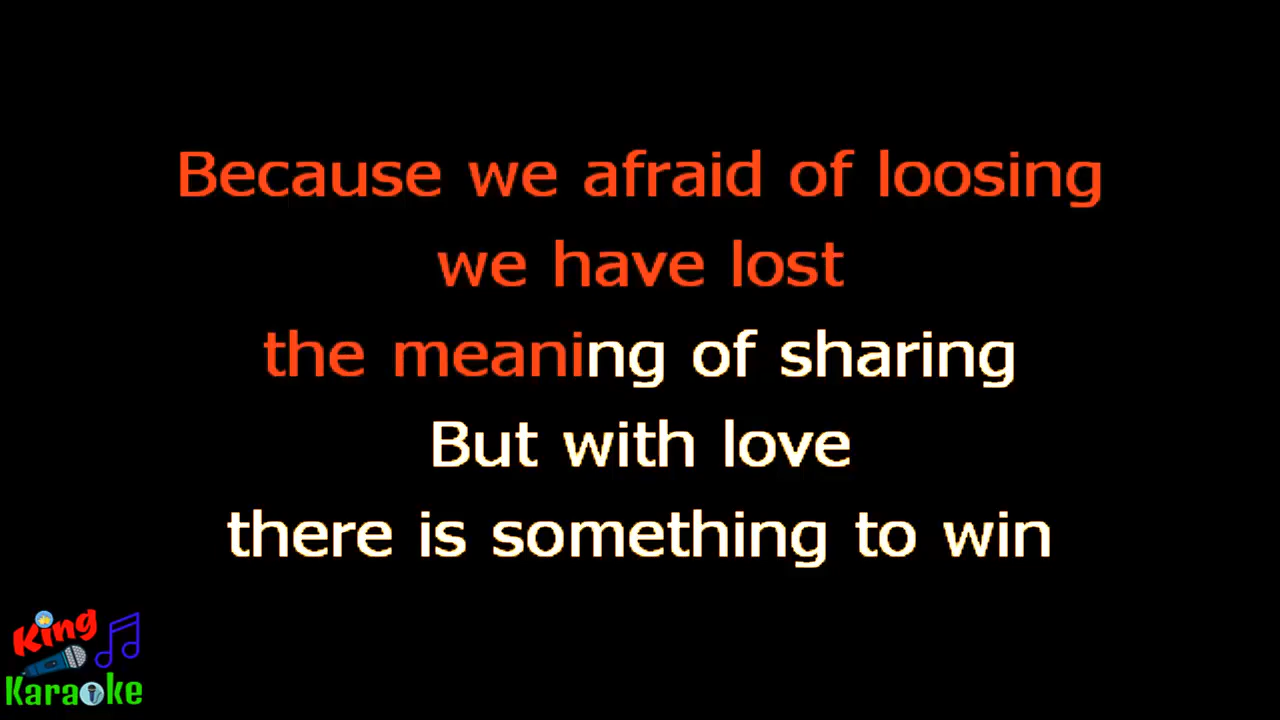 Because we afraid of loosing
we have lost
the meaning of sharing
But with love
there is something to win
King
Karaoke